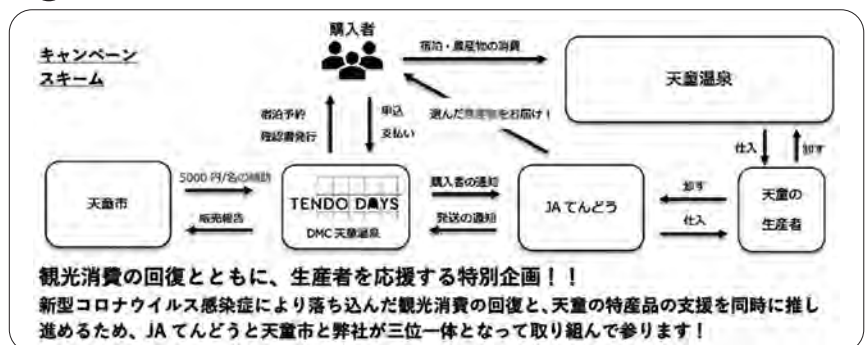 購入者
キャンペーン
スキーム
宿泊・農産物の消費
天童温泉
宿泊予約
確認書発行
申込
支払い
選んだ農産物をお届け！
仕入
卸す
天童市
5000円/名の補助
販売報告
TENDO DAYS
DMC天童温泉
購入者の通知
発送の通知
JAてんどう
卸す
仕入
天童の
生産者
観光消費の回復とともに、生産者を応援する特別企画！！
新型コロナウイルス感染症により落ち込んだ観光消費の回復と、天童の特産品の支援を同時に推し
進めるため、JAてんどうと天童市と弊社が三位一体となって取り組んで参ります！